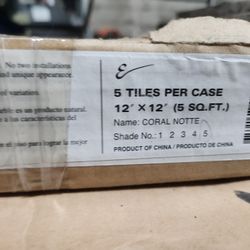 No two installations
unique appearance.
of variation.
to es un producto natural.
a las características del
para lograr la mejor
E
5 TILES PER CASE
12" × 12" (5 SQ.FT.)
Name: CORAL NOTTE
Shade No.: 1 2 3 4 5
PRODUCT OF CHINA / PRODUCTO DE CHINA